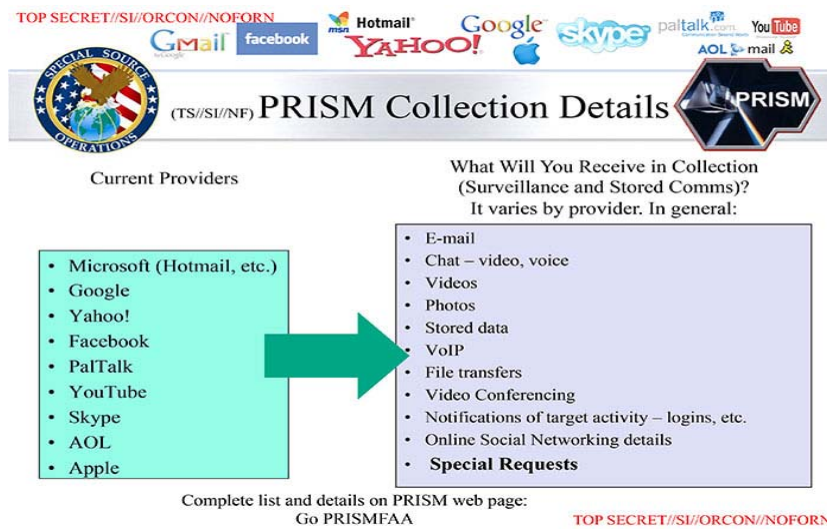 TOP SECRET//SI//ORCON//NOFORN
GMail
by Google
facebook
msn
Hotmail
YAHOO!
Google
skype
paltalk.com
YouTube
AOL mail
SPECIAL SOURCE
OPERATIONS
(TS//SI//NF) PRISM Collection Details
PRISM
Current Providers
What Will You Receive in Collection
(Surveillance and Stored Comms)?
It varies by provider. In general:
• Microsoft (Hotmail, etc.)
• Google
• Yahoo!
• Facebook
• PalTalk
• YouTube
• Skype
• AOL
• Apple
• E-mail
• Chat – video, voice
• Videos
• Photos
• Stored data
• VoIP
• File transfers
• Video Conferencing
• Notifications of target activity – logins, etc.
• Online Social Networking details
• Special Requests
Complete list and details on PRISM web page:
Go PRISMFAA
TOP SECRET//SI//ORCON//NOFORN